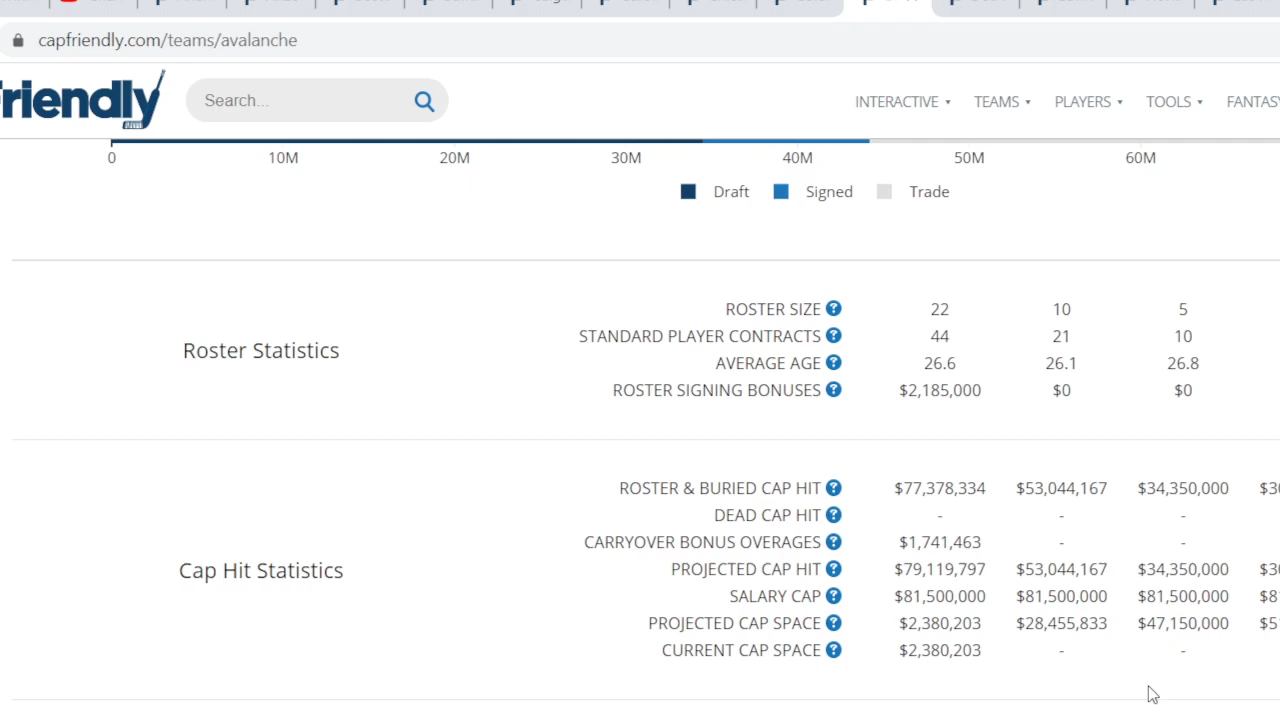 capfriendly.com/teams/avalanche
riendly
Search...
INTERACTIVE TEAMS PLAYERS TOOLS FANTASY
0 10M 20M 30M 40M 50M 60M
Draft Signed Trade
Roster Statistics
ROSTER SIZE ? 22 10 5
STANDARD PLAYER CONTRACTS ? 44 21 10
AVERAGE AGE ? 26.6 26.1 26.8
ROSTER SIGNING BONUSES ? $2,185,000 $0 $0
Cap Hit Statistics
ROSTER & BURIED CAP HIT ? $77,378,334 $53,044,167 $34,350,000
DEAD CAP HIT ? - - -
CARRYOVER BONUS OVERAGES ? $1,741,463 - -
PROJECTED CAP HIT ? $79,119,797 $53,044,167 $34,350,000
SALARY CAP ? $81,500,000 $81,500,000 $81,500,000
PROJECTED CAP SPACE ? $2,380,203 $28,455,833 $47,150,000
CURRENT CAP SPACE ? $2,380,203 - -